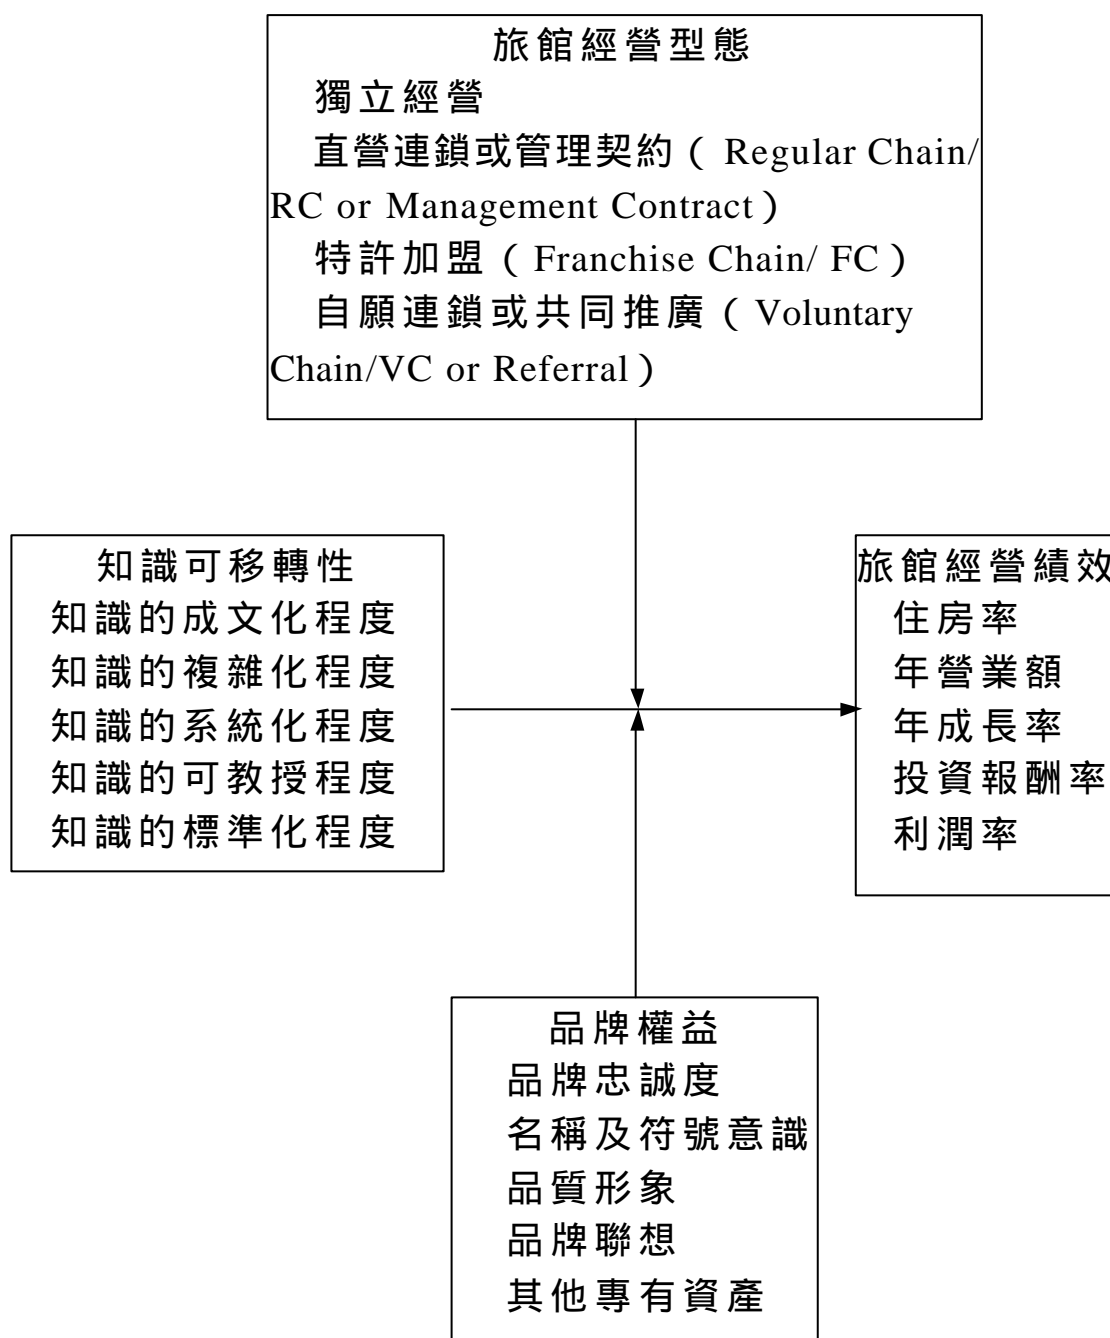 旅館經營型態
獨立經營
直營連鎖或管理契約（ Regular Chain/
RC or Management Contract）
特許加盟（Franchise Chain/ FC）
自願連鎖或共同推廣（Voluntary
Chain/VC or Referral）
知識可移轉性
知識的成文化程度
知識的複雜化程度
知識的系統化程度
知識的可教授程度
知識的標準化程度
旅館經營績效
住房率
年營業額
年成長率
投資報酬率
利潤率
品牌權益
品牌忠誠度
名稱及符號意識
品質形象
品牌聯想
其他專有資產